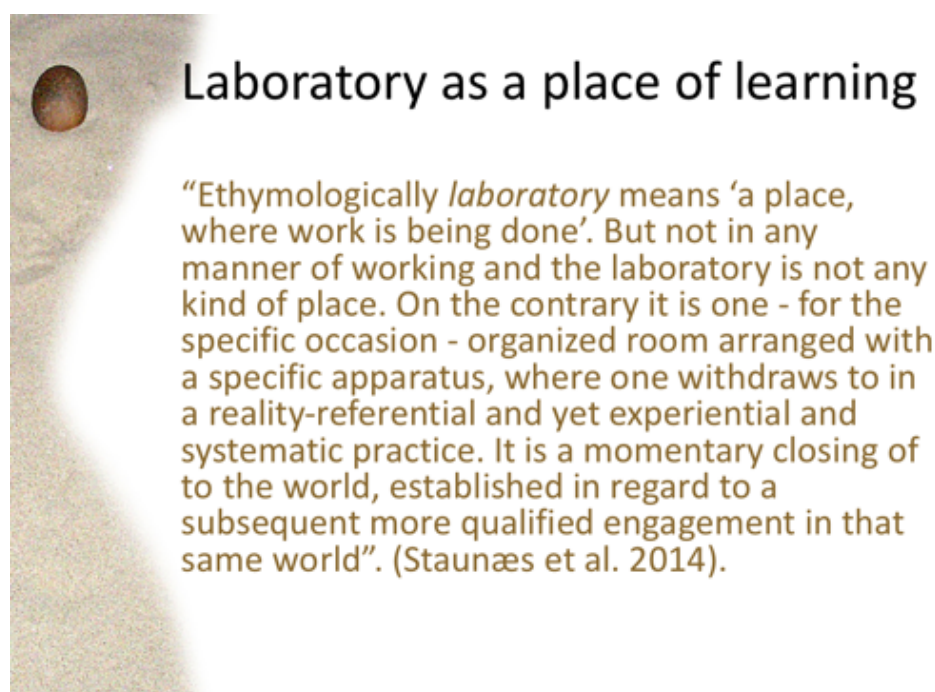 Laboratory as a place of learning
“Ethymologically laboratory means ‘a place,
where work is being done’. But not in any
manner of working and the laboratory is not any
kind of place. On the contrary it is one - for the
specific occasion - organized room arranged with
a specific apparatus, where one withdraws to in
a reality-referential and yet experiential and
systematic practice. It is a momentary closing of
to the world, established in regard to a
subsequent more qualified engagement in that
same world”. (Staunæs et al. 2014).